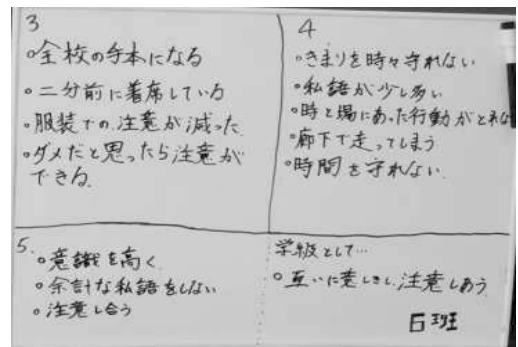 3
○全校の手本になる
○二分前に着席している
○服装での注意が減った
○ダメだと思ったら注意が
できる。
4
○きまりを時々守れない
○私語が少し多い
○時と場にあった行動がとれな
○廊下で走ってしまう
○時間を守れない
5.
○意識を高く
○余計な私語をしない
○注意し合う
学級として…
○互いに 注意しあう
6班